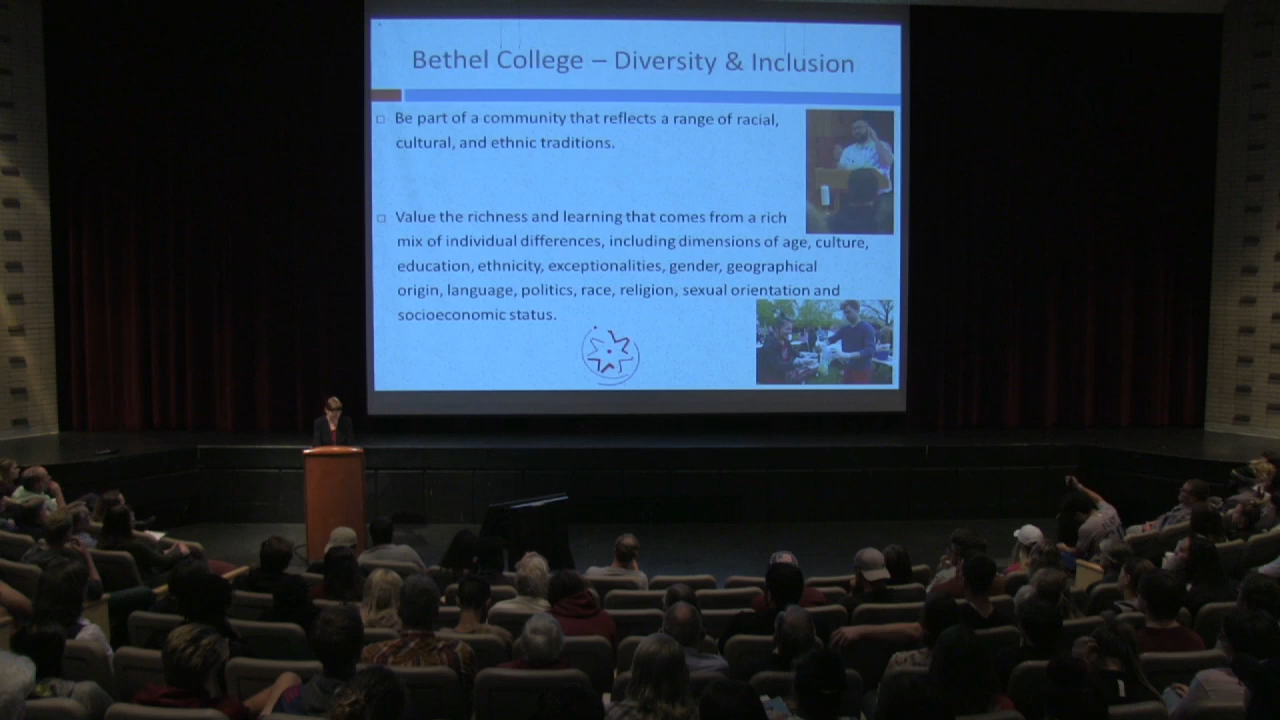 Bethel College – Diversity & Inclusion
Be part of a community that reflects a range of racial,
cultural, and ethnic traditions.
Value the richness and learning that comes from a rich
mix of individual differences, including dimensions of age, culture,
education, ethnicity, exceptionalities, gender, geographical
origin, language, politics, race, religion, sexual orientation and
socioeconomic status.